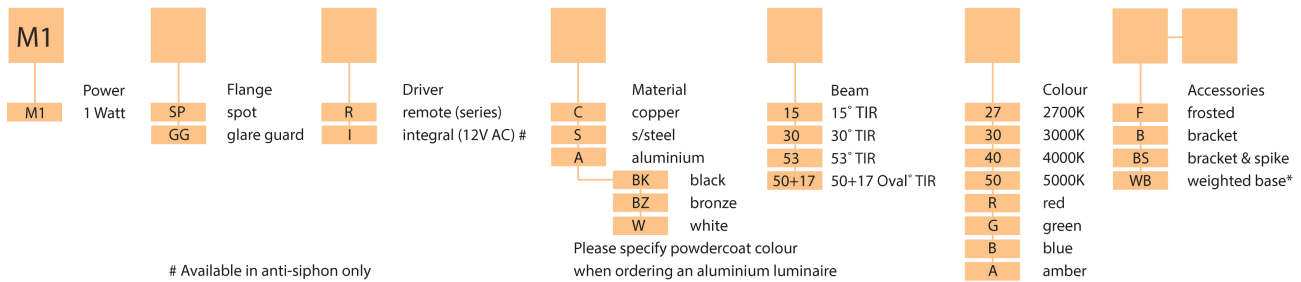 M1
Power
M1 1 Watt
Flange
SP spot
GG glare guard
Driver
R remote (series)
I integral (12V AC) #
Material
C copper
S s/steel
A aluminium
BK black
BZ bronze
W white
Please specify powdercoat colour
when ordering an aluminium luminaire
Beam
15 15˚ TIR
30 30˚ TIR
53 53˚ TIR
50+17 50+17 Oval˚ TIR
Colour
27 2700K
30 3000K
40 4000K
50 5000K
R red
G green
B blue
A amber
Accessories
F frosted
B bracket
BS bracket & spike
WB weighted base*
# Available in anti-siphon only